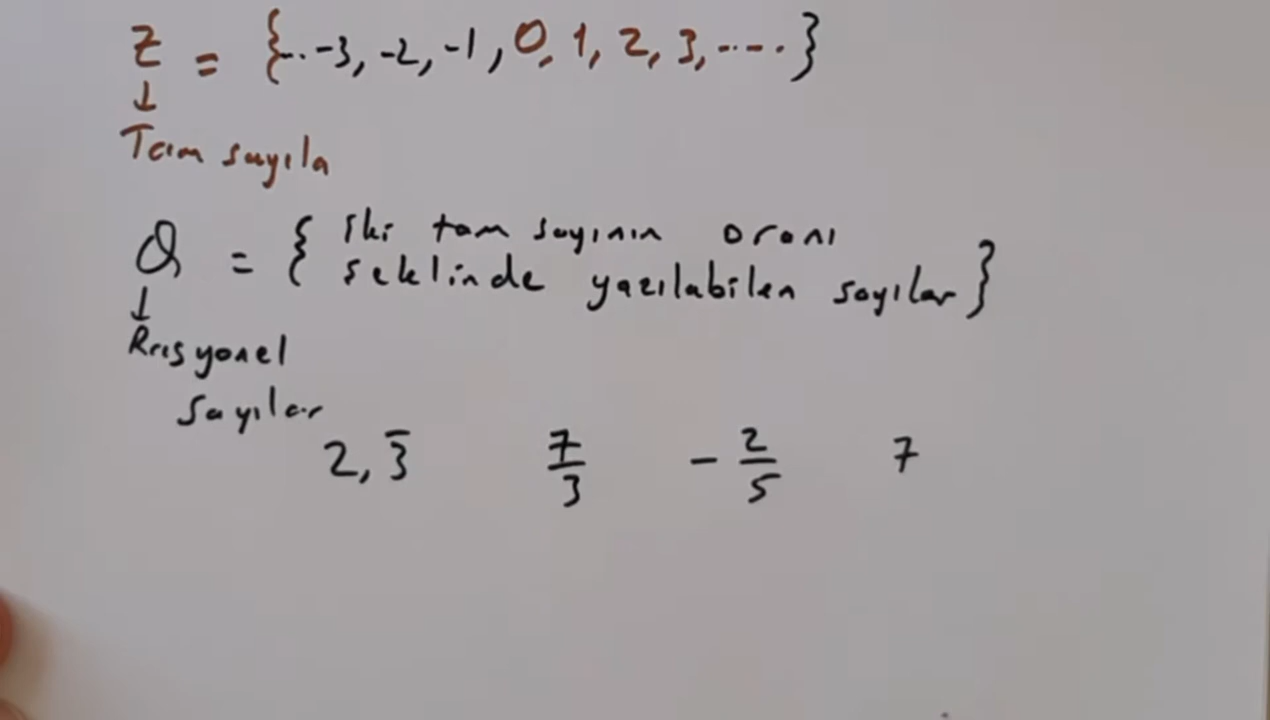 Z = {...-3, -2, -1, 0, 1, 2, 3, ....}
↓
Tam sayıla
Q = { iki tam sayının oranı
şeklinde yazılabilen sayılar }
↓
Rasyonel
sayılar
2,3̅ 7/3 -2/5 7